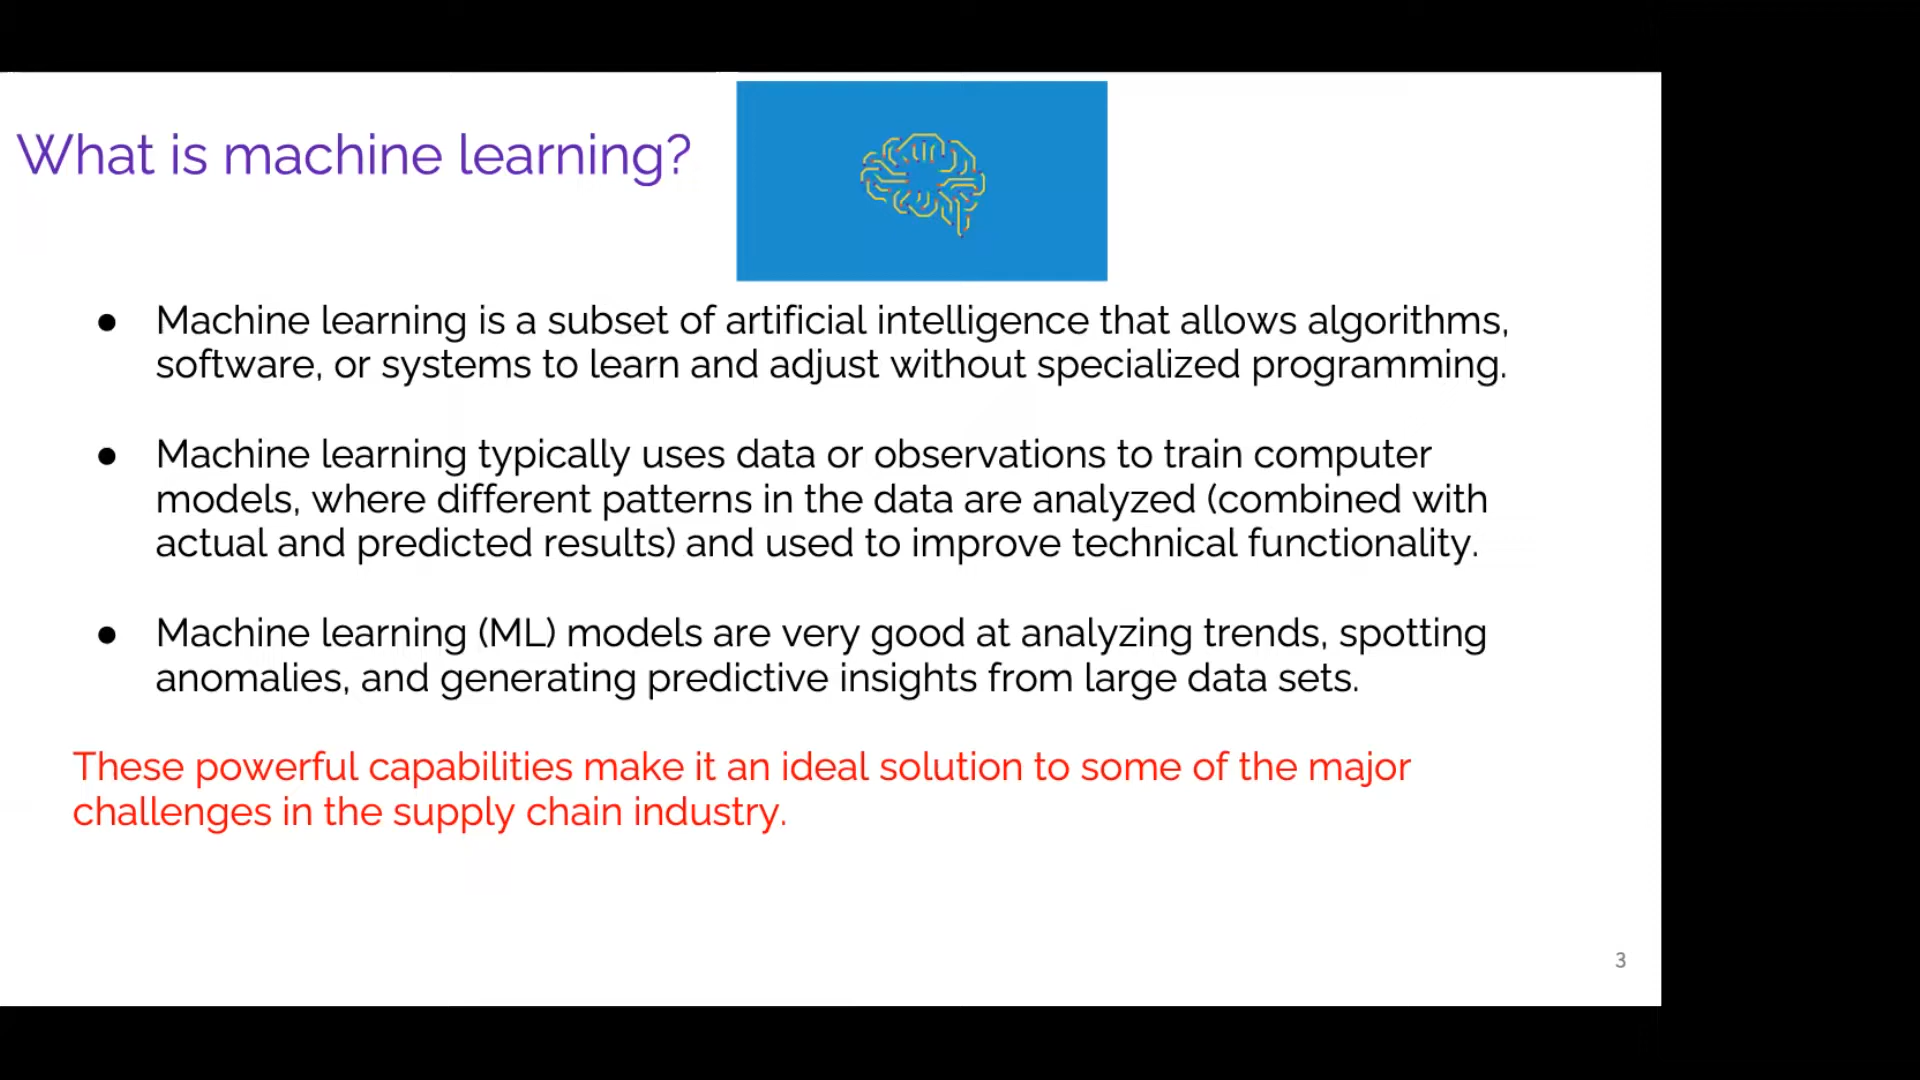 What is machine learning?
● Machine learning is a subset of artificial intelligence that allows algorithms,
software, or systems to learn and adjust without specialized programming.
● Machine learning typically uses data or observations to train computer
models, where different patterns in the data are analyzed (combined with
actual and predicted results) and used to improve technical functionality.
● Machine learning (ML) models are very good at analyzing trends, spotting
anomalies, and generating predictive insights from large data sets.
These powerful capabilities make it an ideal solution to some of the major
challenges in the supply chain industry.
3